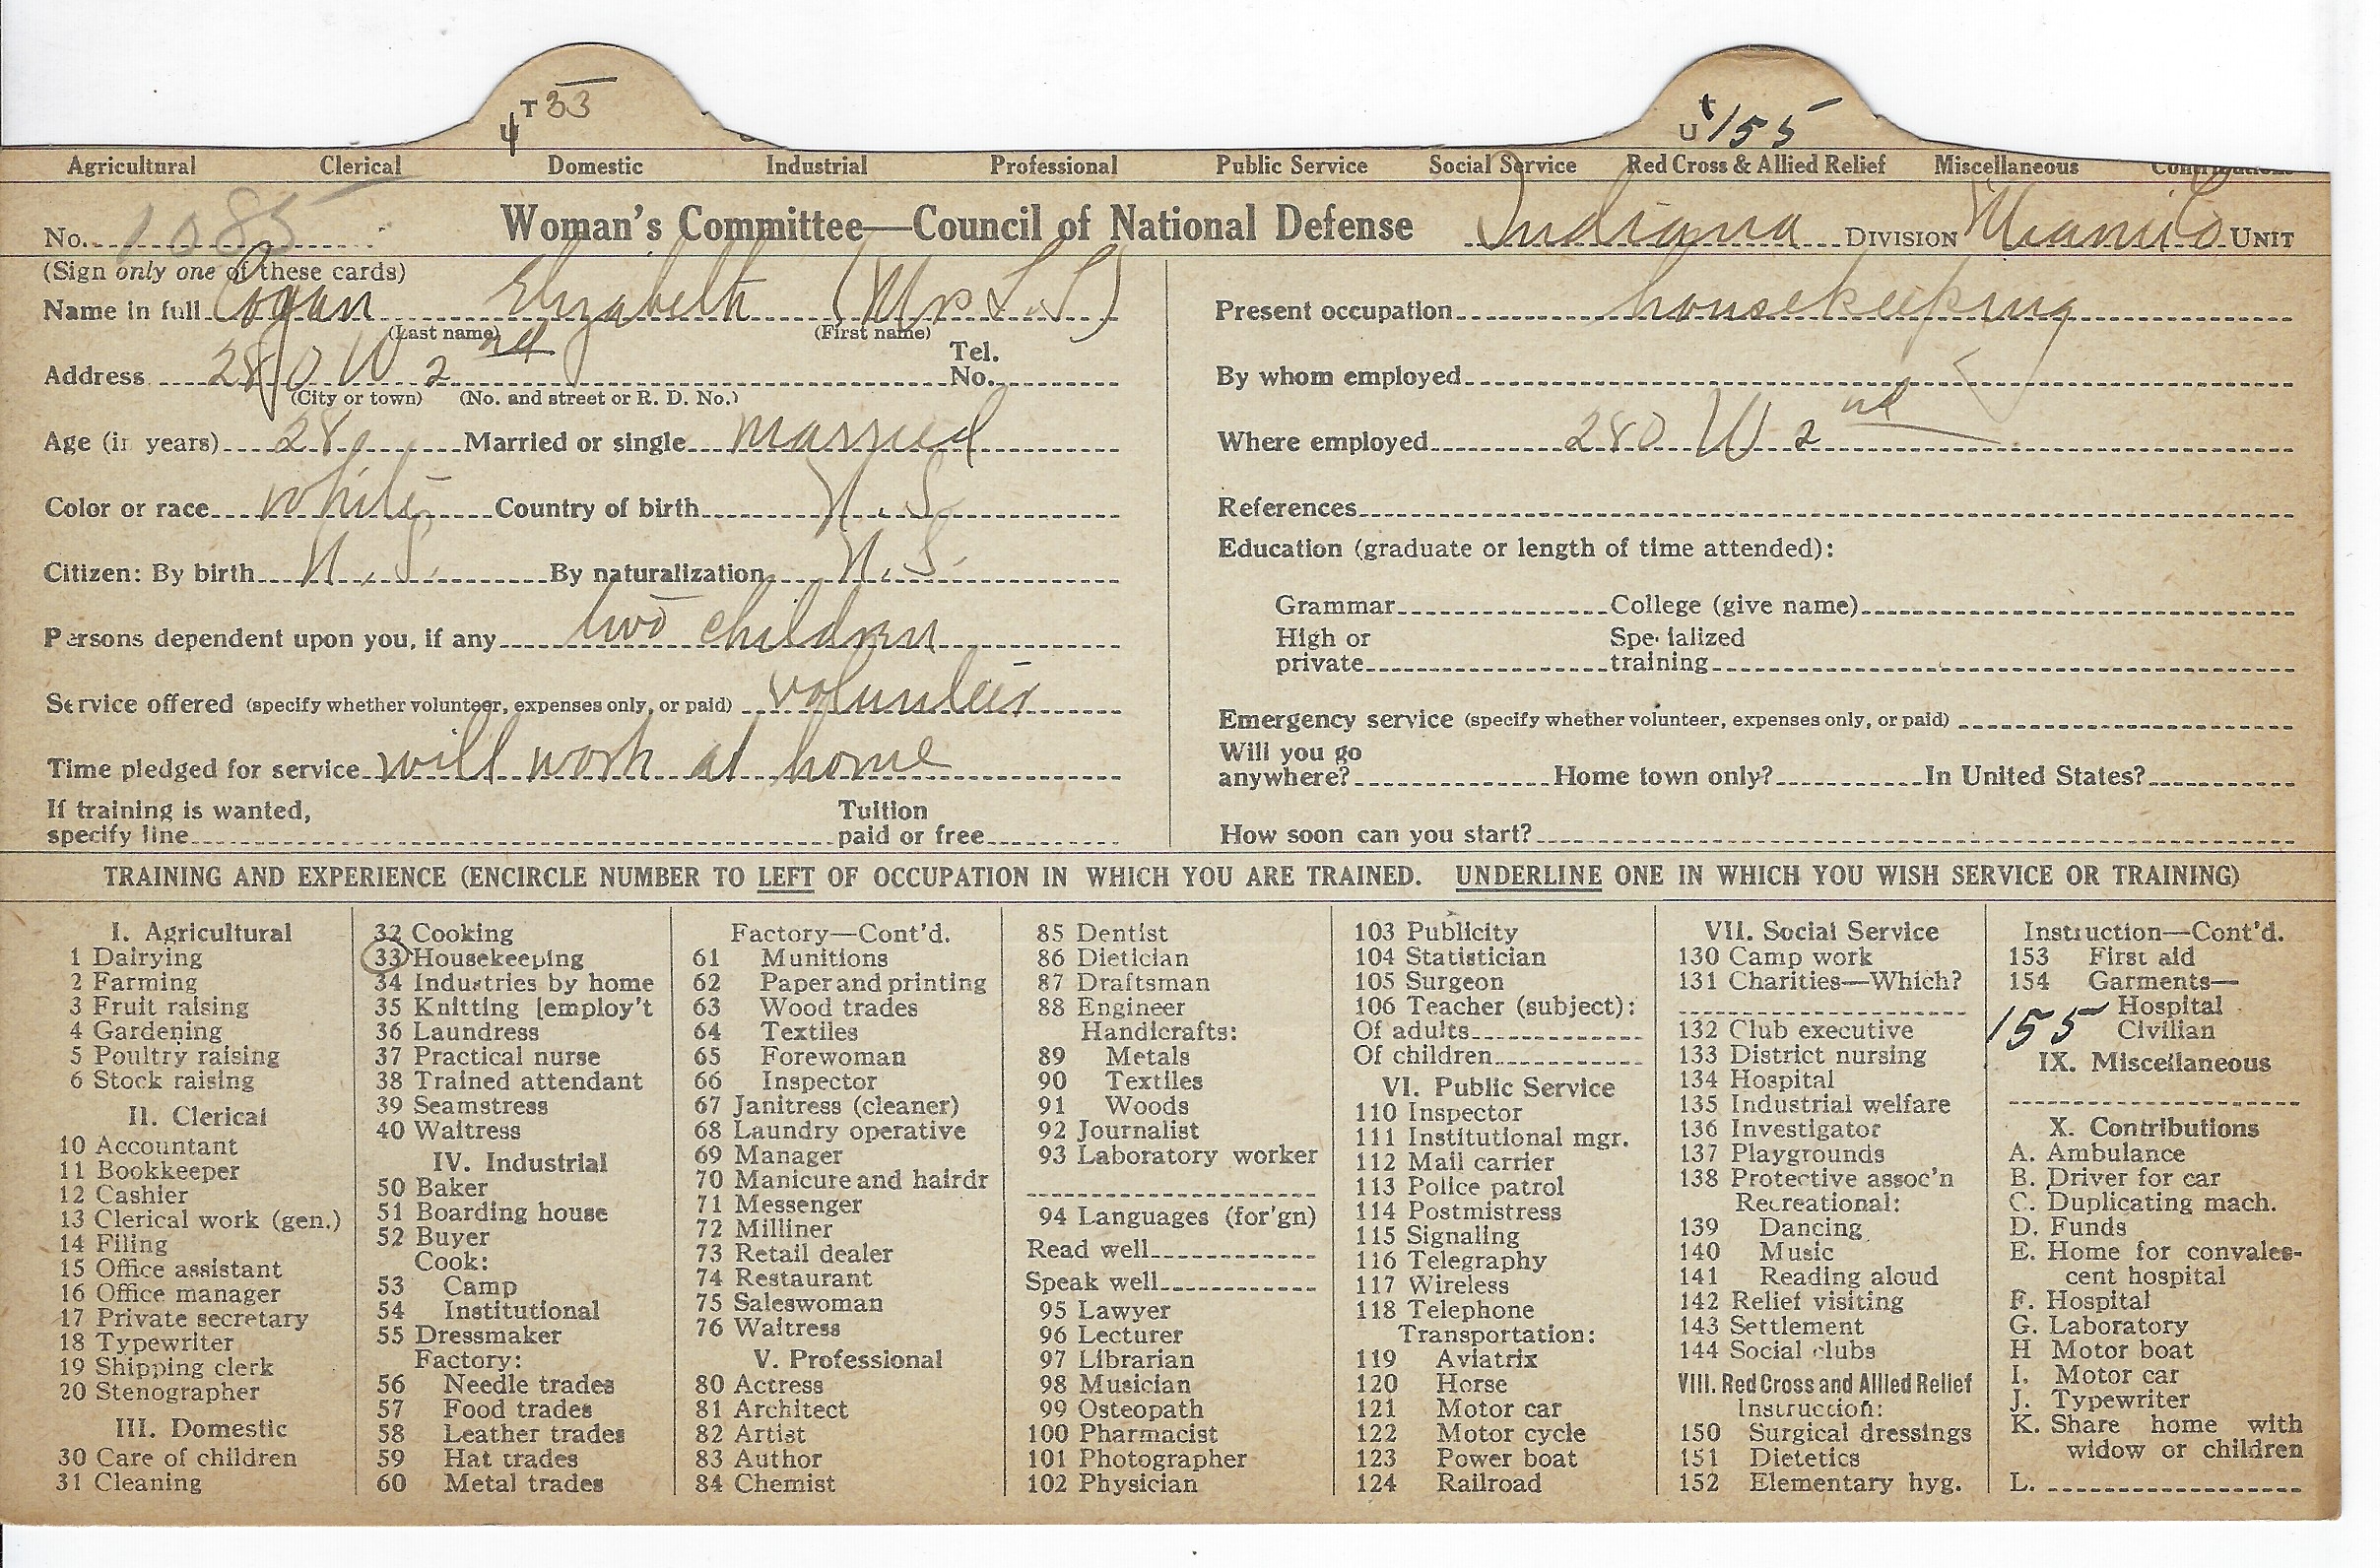 T 33
U 155
Agricultural Clerical Domestic Industrial Professional Public Service Social Service Red Cross & Allied Relief Miscellaneous Contributions
No. 1085 Woman's Committee—Council of National Defense Indiana DIVISION UNIT
(Sign only one of these cards)
Name in full Cogan Elizabeth (Mrs L. S)
(Last name) (First name)
Address 280 W 2nd Tel. No.
(City or town) (No. and street or R. D. No.)
Age (in years) 28 Married or single married
Color or race white Country of birth U.S.
Citizen: By birth U.S. By naturalization U.S.
Persons dependent upon you, if any two children
Service offered (specify whether volunteer, expenses only, or paid) volunteer
Time pledged for service will work at home
If training is wanted, specify line Tuition paid or free
Present occupation housekeeping
By whom employed
Where employed 280 W 2nd
References
Education (graduate or length of time attended):
Grammar College (give name)
High or private Specialized training
Emergency service (specify whether volunteer, expenses only, or paid)
Will you go anywhere? Home town only? In United States?
How soon can you start?
TRAINING AND EXPERIENCE (ENCIRCLE NUMBER TO LEFT OF OCCUPATION IN WHICH YOU ARE TRAINED. UNDERLINE ONE IN WHICH YOU WISH SERVICE OR TRAINING)
I. Agricultural
1 Dairying
2 Farming
3 Fruit raising
4 Gardening
5 Poultry raising
6 Stock raising
II. Clerical
10 Accountant
11 Bookkeeper
12 Cashier
13 Clerical work (gen.)
14 Filing
15 Office assistant
16 Office manager
17 Private secretary
18 Typewriter
19 Shipping clerk
20 Stenographer
III. Domestic
30 Care of children
31 Cleaning
32 Cooking
33 Housekeeping
34 Industries by home
35 Knitting [employ't
36 Laundress
37 Practical nurse
38 Trained attendant
39 Seamstress
40 Waitress
IV. Industrial
50 Baker
51 Boarding house
52 Buyer
Cook:
53 Camp
54 Institutional
55 Dressmaker
Factory:
56 Needle trades
57 Food trades
58 Leather trades
59 Hat trades
60 Metal trades
Factory—Cont'd.
61 Munitions
62 Paper and printing
63 Wood trades
64 Textiles
65 Forewoman
66 Inspector
67 Janitress (cleaner)
68 Laundry operative
69 Manager
70 Manicure and hairdr
71 Messenger
72 Milliner
73 Retail dealer
74 Restaurant
75 Saleswoman
76 Waitress
V. Professional
80 Actress
81 Architect
82 Artist
83 Author
84 Chemist
85 Dentist
86 Dietician
87 Draftsman
88 Engineer
Handicrafts:
89 Metals
90 Textiles
91 Woods
92 Journalist
93 Laboratory worker
94 Languages (for'gn)
Read well
Speak well
95 Lawyer
96 Lecturer
97 Librarian
98 Musician
99 Osteopath
100 Pharmacist
101 Photographer
102 Physician
103 Publicity
104 Statistician
105 Surgeon
106 Teacher (subject):
Of adults
Of children
VI. Public Service
110 Inspector
111 Institutional mgr.
112 Mail carrier
113 Police patrol
114 Postmistress
115 Signaling
116 Telegraphy
117 Wireless
118 Telephone
Transportation:
119 Aviatrix
120 Horse
121 Motor car
122 Motor cycle
123 Power boat
124 Railroad
VII. Social Service
130 Camp work
131 Charities—Which?
132 Club executive
133 District nursing
134 Hospital
135 Industrial welfare
136 Investigator
137 Playgrounds
138 Protective assoc'n
Recreational:
139 Dancing
140 Music
141 Reading aloud
142 Relief visiting
143 Settlement
144 Social clubs
VIII. Red Cross and Allied Relief
Instruction:
150 Surgical dressings
151 Dietetics
152 Elementary hyg.
Instruction—Cont'd.
153 First aid
154 Garments—
Hospital
155 Civilian
IX. Miscellaneous
X. Contributions
A. Ambulance
B. Driver for car
C. Duplicating mach.
D. Funds
E. Home for convales-
cent hospital
F. Hospital
G. Laboratory
H Motor boat
I. Motor car
J. Typewriter
K. Share home with
widow or children
L.